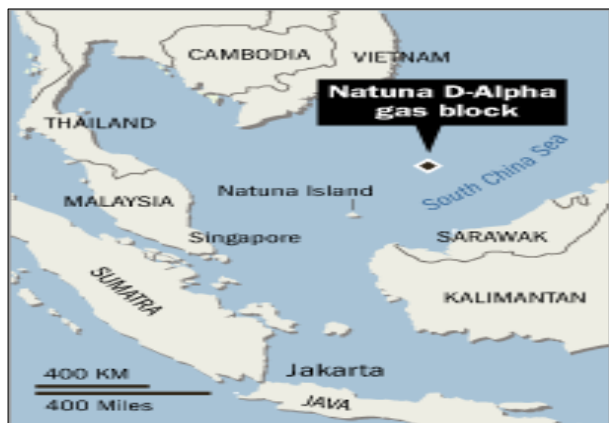 CAMBODIA
VIETNAM
Natuna D-Alpha
gas block
THAILAND
South China Sea
MALAYSIA
Natuna Island
Singapore
SARAWAK
SUMATRA
KALIMANTAN
400 KM
Jakarta
400 Miles
JAVA